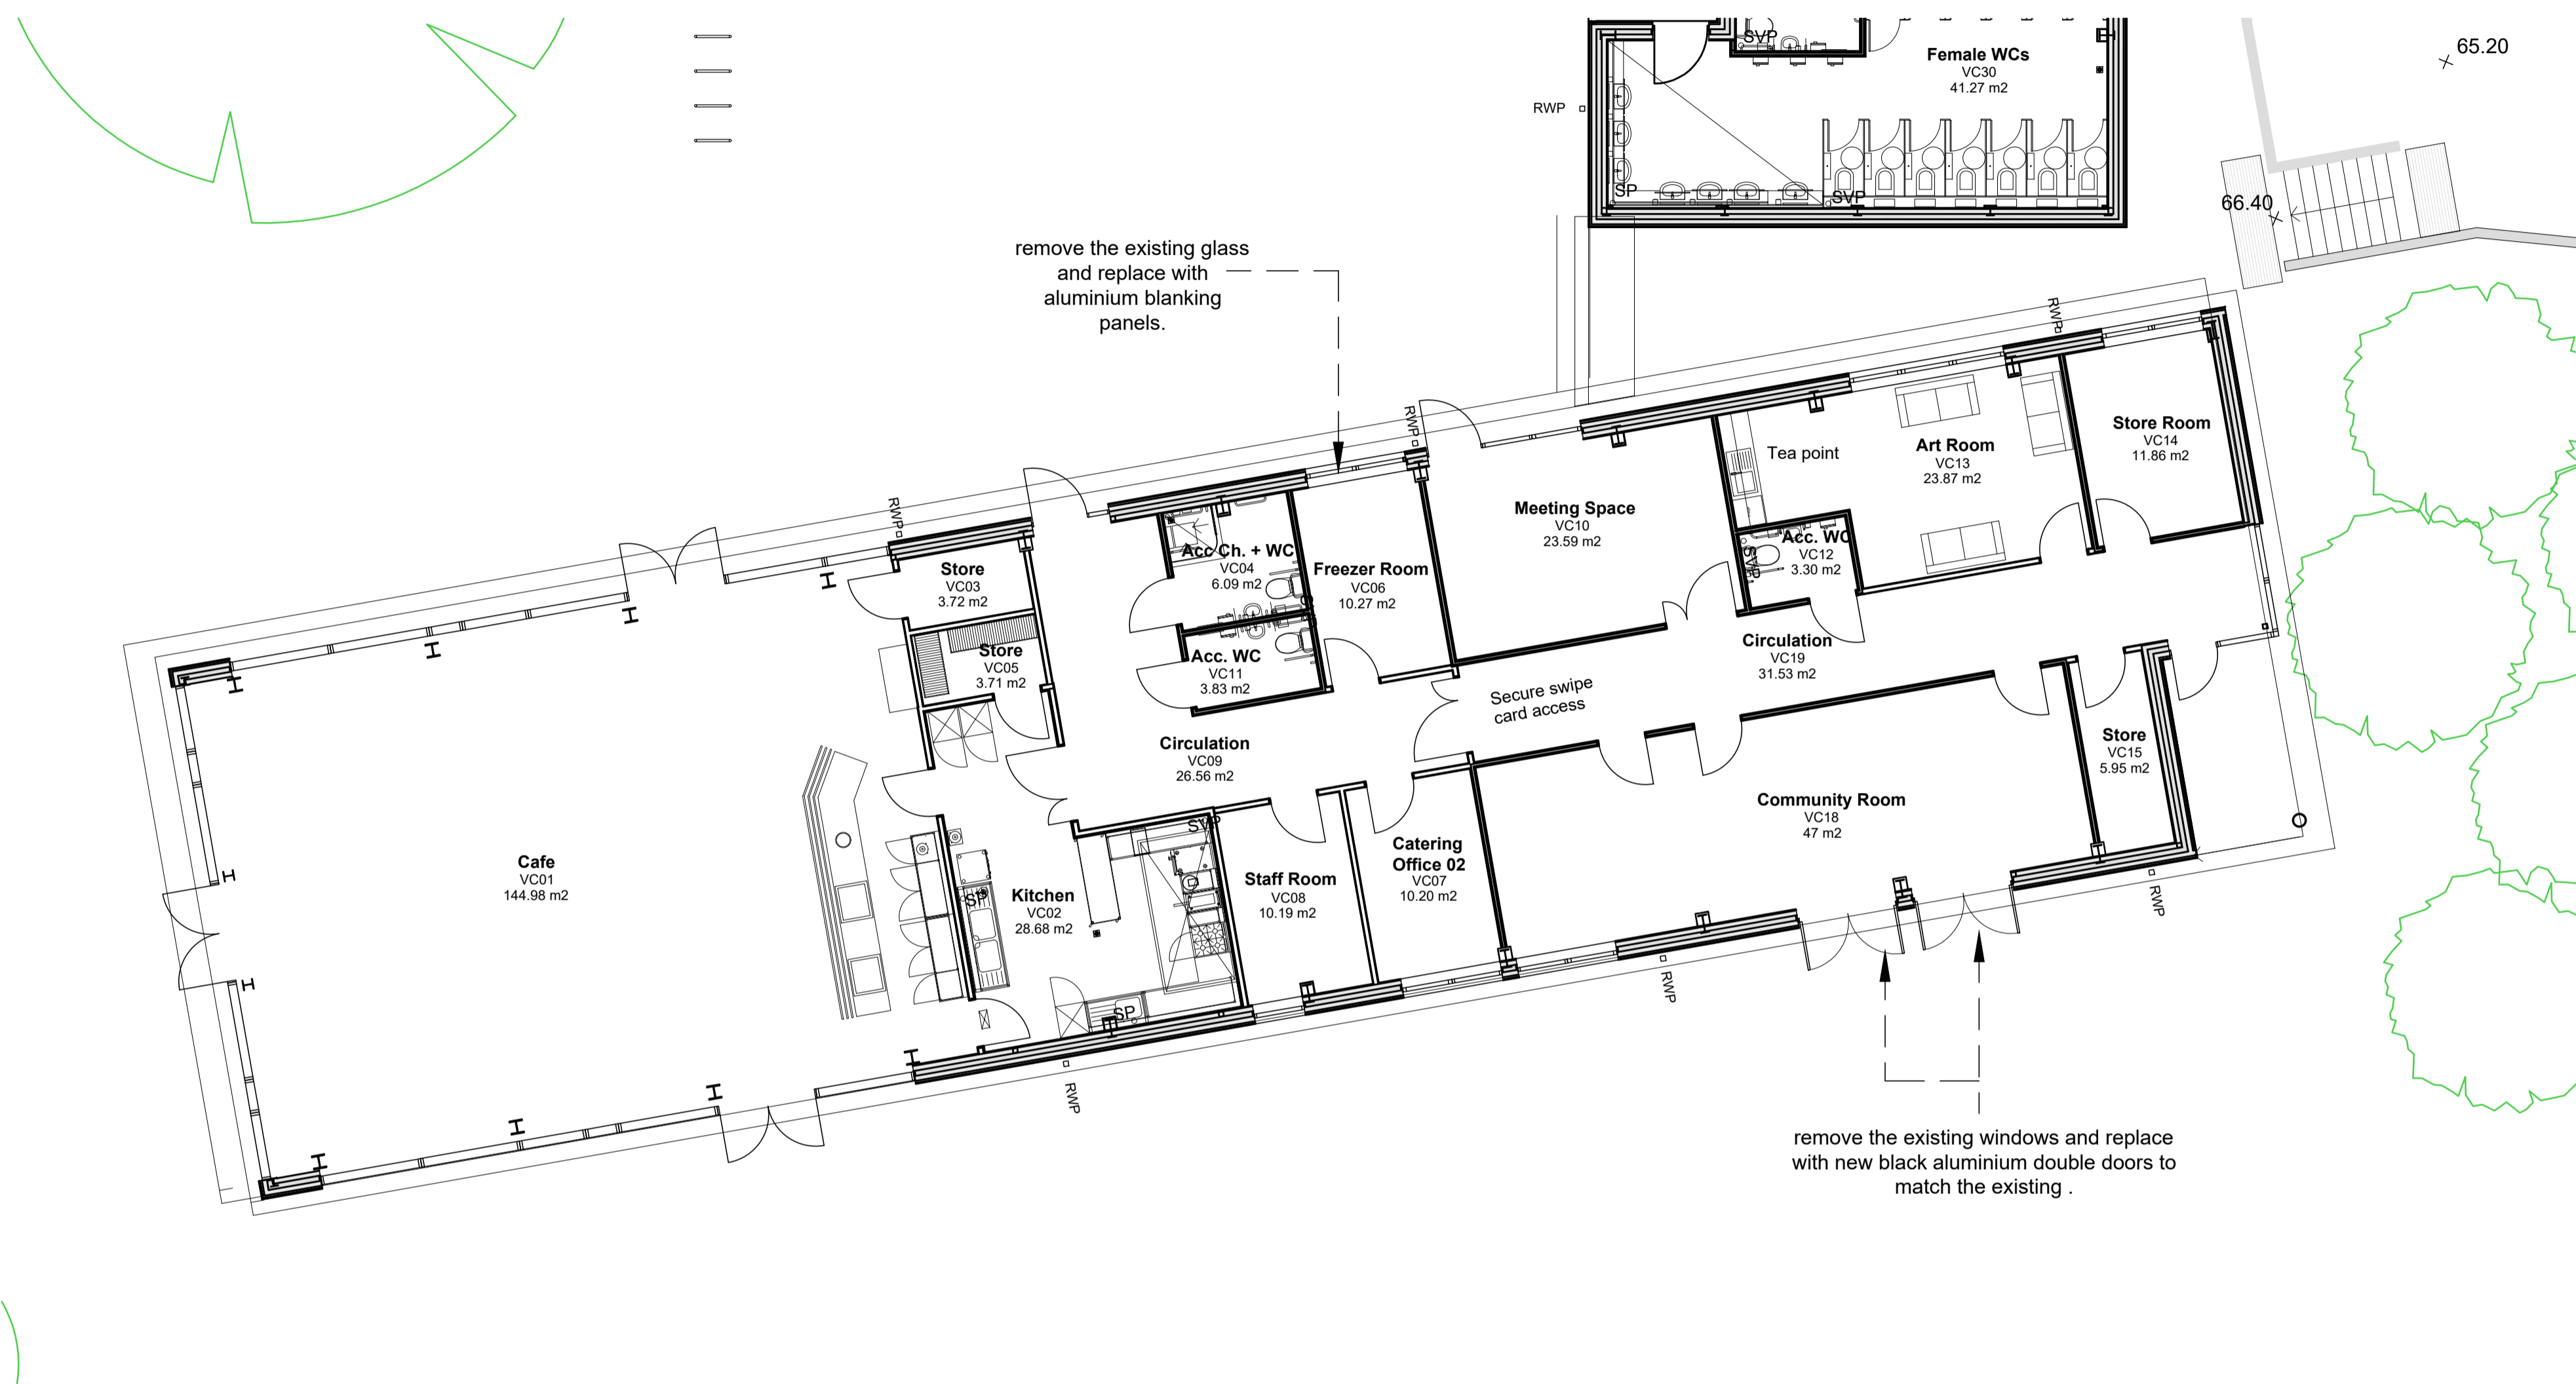 65.20
Female WCs
VC30
41.27 m2
SVP
RWP
SP
SVP
66.40
remove the existing glass
and replace with
aluminium blanking
panels.
RWP
RWP
RWP
Store Room
VC14
11.86 m2
Art Room
VC13
23.87 m2
Tea point
Meeting Space
VC10
23.59 m2
Acc. WC
VC12
3.30 m2
SVP
Acc Ch. + WC
VC04
6.09 m2
Freezer Room
VC06
10.27 m2
Store
VC03
3.72 m2
Store
VC05
3.71 m2
Acc. WC
VC11
3.83 m2
Circulation
VC19
31.53 m2
Secure swipe
card access
Circulation
VC09
26.56 m2
Store
VC15
5.95 m2
Community Room
VC18
47 m2
SVP
Cafe
VC01
144.98 m2
Kitchen
VC02
28.68 m2
SP
SP
Staff Room
VC08
10.19 m2
Catering
Office 02
VC07
10.20 m2
RWP
RWP
RWP
remove the existing windows and replace
with new black aluminium double doors to
match the existing .